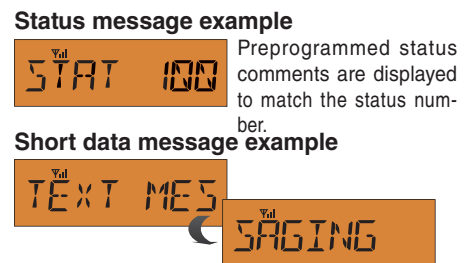 Status message example
STAT 100
Preprogrammed status
comments are displayed
to match the status num-
ber.
Short data message example
TEXT MES
SAGING